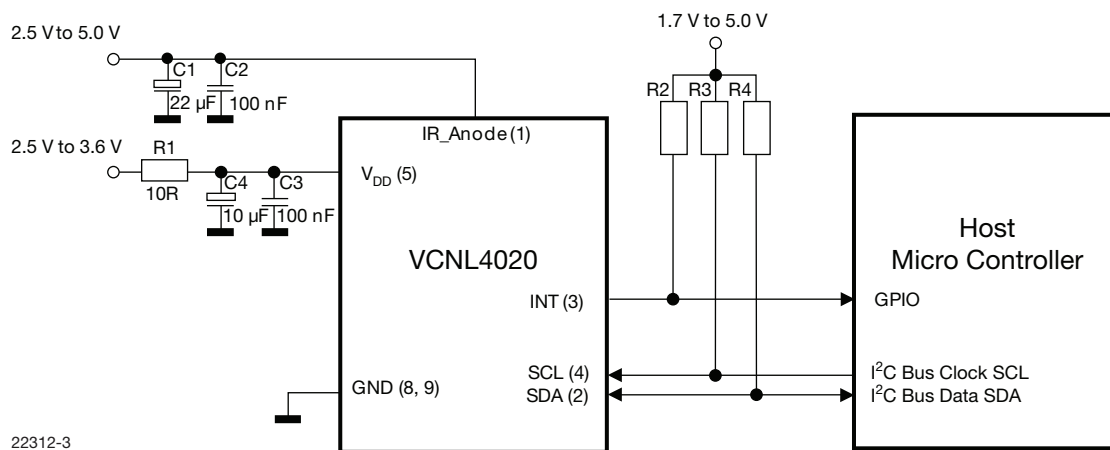 1.7 V to 5.0 V
2.5 V to 5.0 V
C1
C2
22 µF
100 nF
R2
R3
R4
IR_Anode (1)
2.5 V to 3.6 V
R1
10R
C4
C3
10 µF
100 nF
VDD (5)
VCNL4020
Host
Micro Controller
INT (3)
GPIO
SCL (4)
I²C Bus Clock SCL
GND (8, 9)
SDA (2)
I²C Bus Data SDA
22312-3